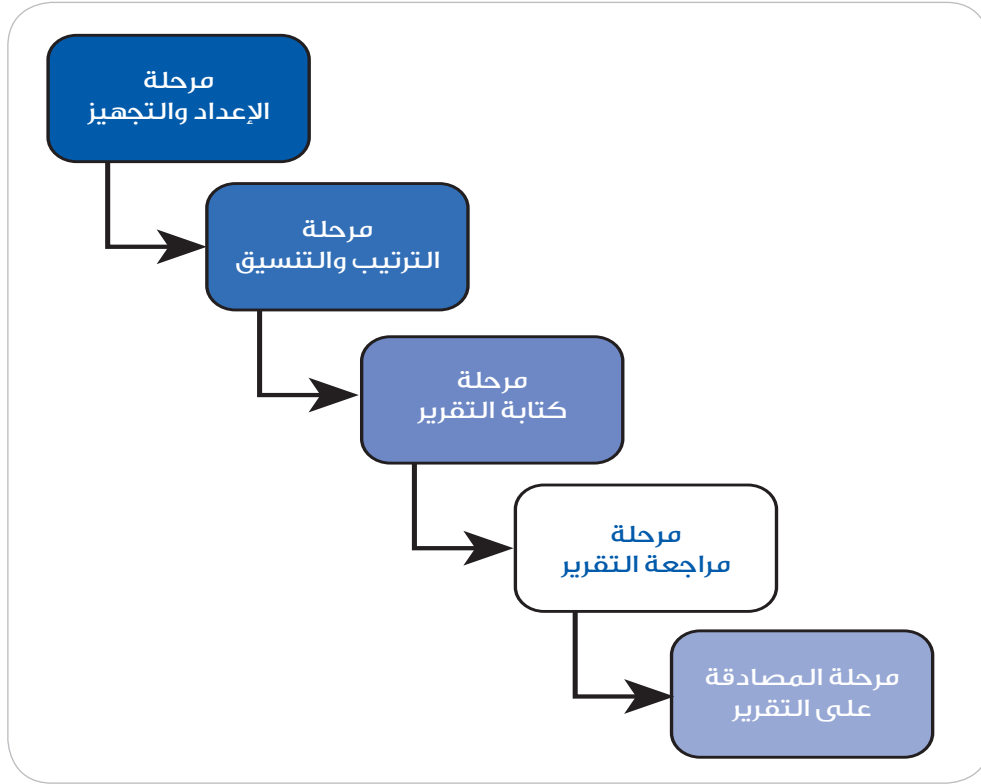 مرحلة
الإعداد والتجهيز
مرحلة
الترتيب والتنسيق
مرحلة
كتابة التقرير
مرحلة
مراجعة التقرير
مرحلة المصادقة
على التقرير